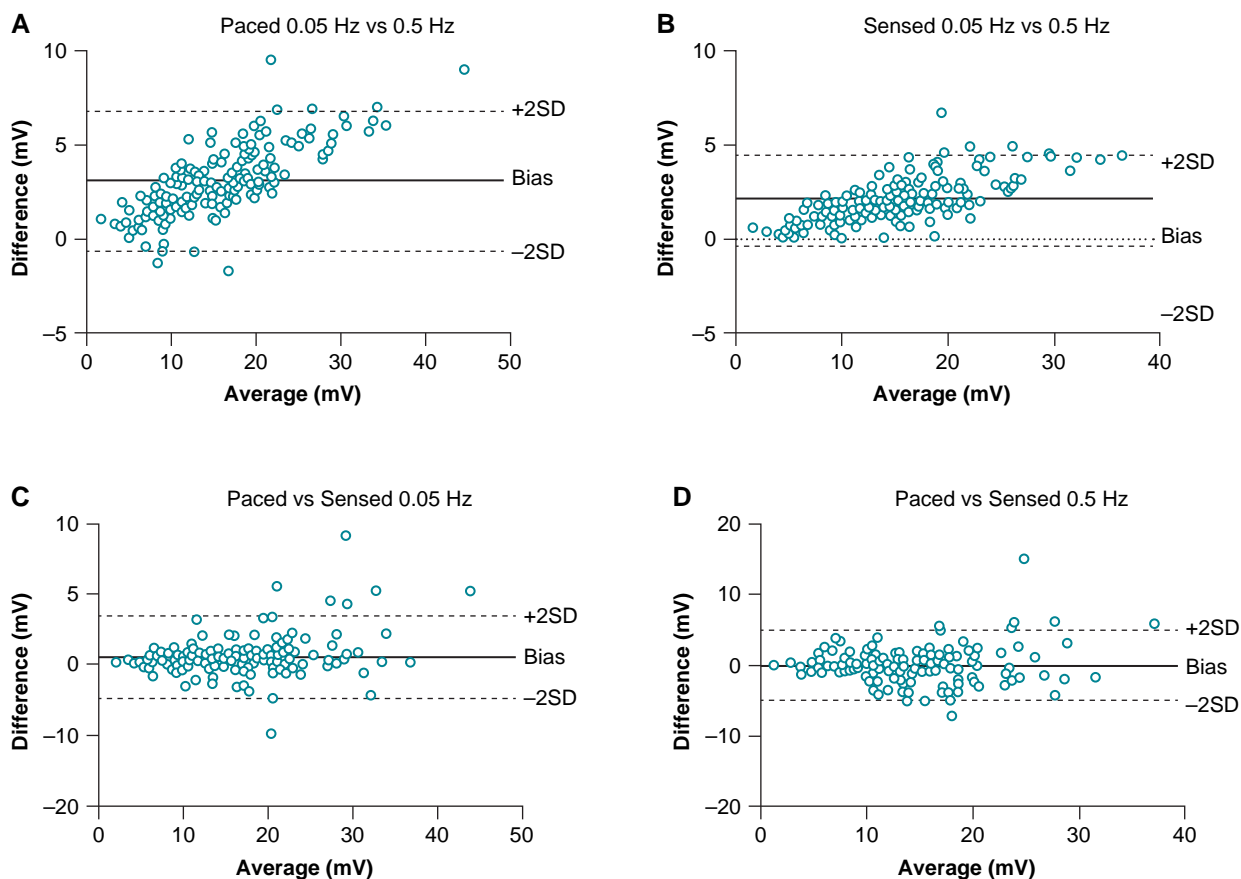 A
Paced 0.05 Hz vs 0.5 Hz
10
5
0
–5
Difference (mV)
+2SD
Bias
–2SD
0
10
20
30
40
50
Average (mV)
B
Sensed 0.05 Hz vs 0.5 Hz
10
5
0
–5
Difference (mV)
+2SD
Bias
–2SD
0
10
20
30
40
Average (mV)
C
Paced vs Sensed 0.05 Hz
10
5
0
–10
–20
Difference (mV)
+2SD
Bias
–2SD
0
10
20
30
40
50
Average (mV)
D
Paced vs Sensed 0.5 Hz
20
10
0
–10
–20
Difference (mV)
+2SD
Bias
–2SD
0
10
20
30
40
Average (mV)